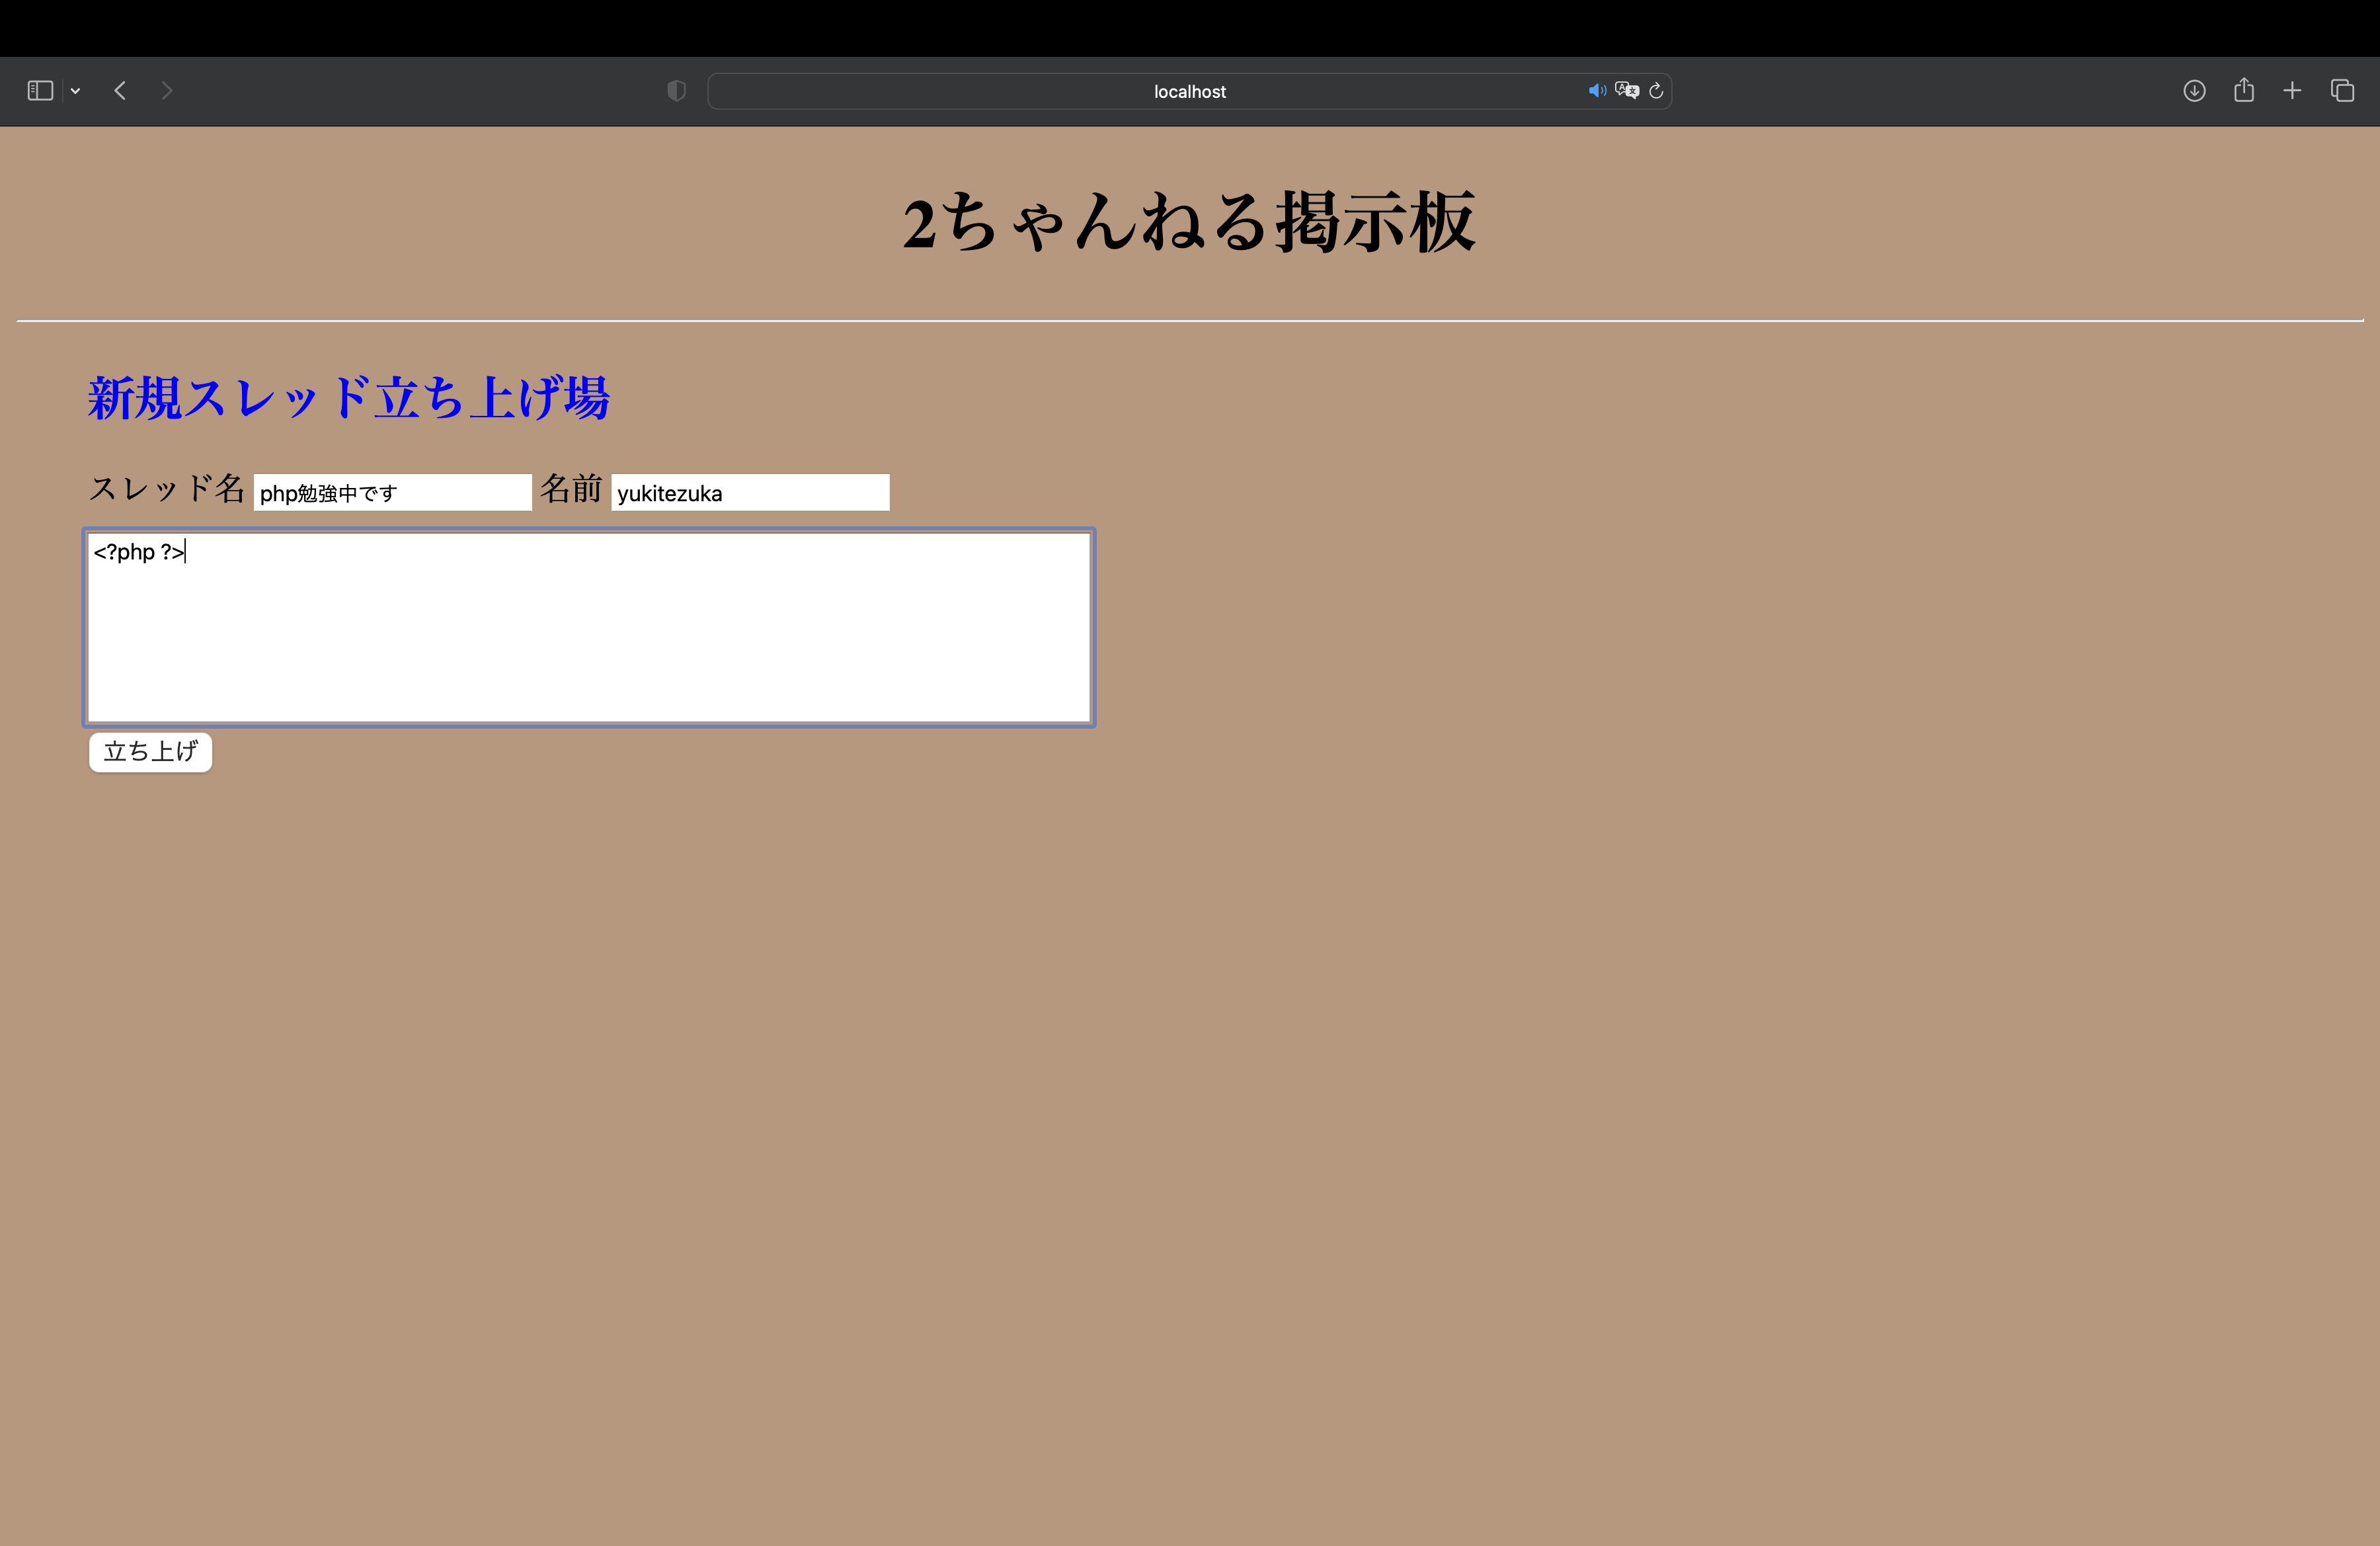 localhost
2ちゃんねる掲示板
新規スレッド立ち上げ場
スレッド名 php勉強中です 名前 yukitezuka
<?php ?>
立ち上げ